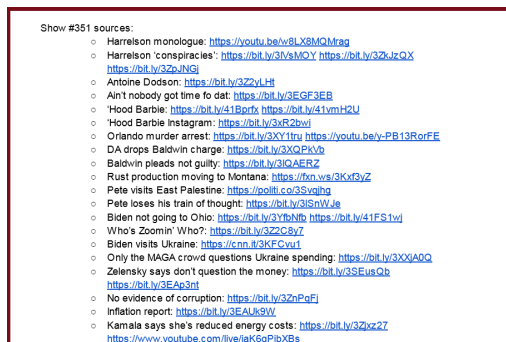 Show #351 sources:
○ Harrelson monologue: https://youtu.be/w8LX8MQMrag
○ Harrelson ‘conspiracies’: https://bit.ly/3IVsMOY https://bit.ly/3ZkJzQX
https://bit.ly/3ZpJNGj
○ Antoine Dodson: https://bit.ly/3Z2yLHt
○ Ain’t nobody got time fo dat: https://bit.ly/3EGF3EB
○ ‘Hood Barbie: https://bit.ly/41Bprfx https://bit.ly/41vmH2U
○ ‘Hood Barbie Instagram: https://bit.ly/3xR2bwi
○ Orlando murder arrest: https://bit.ly/3XY1tru https://youtu.be/y-PB13RorFE
○ DA drops Baldwin charge: https://bit.ly/3XQPkVb
○ Baldwin pleads not guilty: https://bit.ly/3IQAERZ
○ Rust production moving to Montana: https://fxn.ws/3Kxf3yZ
○ Pete visits East Palestine: https://politi.co/3Svqjhg
○ Pete loses his train of thought: https://bit.ly/3ISnWJe
○ Biden not going to Ohio: https://bit.ly/3YfbNfb https://bit.ly/41FS1wj
○ Who’s Zoomin’ Who?: https://bit.ly/3Z2C8y7
○ Biden visits Ukraine: https://cnn.it/3KFCvu1
○ Only the MAGA crowd questions Ukraine spending: https://bit.ly/3XXjA0Q
○ Zelensky says don’t question the money: https://bit.ly/3SEusQb
https://bit.ly/3EAp3nt
○ No evidence of corruption: https://bit.ly/3ZnPqFj
○ Inflation report: https://bit.ly/3EAUk9W
○ Kamala says she’s reduced energy costs: https://bit.ly/3Zjxz27
https://www.youtube.com/live/jaK6gPibXBs